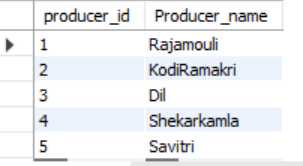 producer_id Producer_name
1 Rajamouli
2 KodiRamakri
3 Dil
4 Shekarkamla
5 Savitri